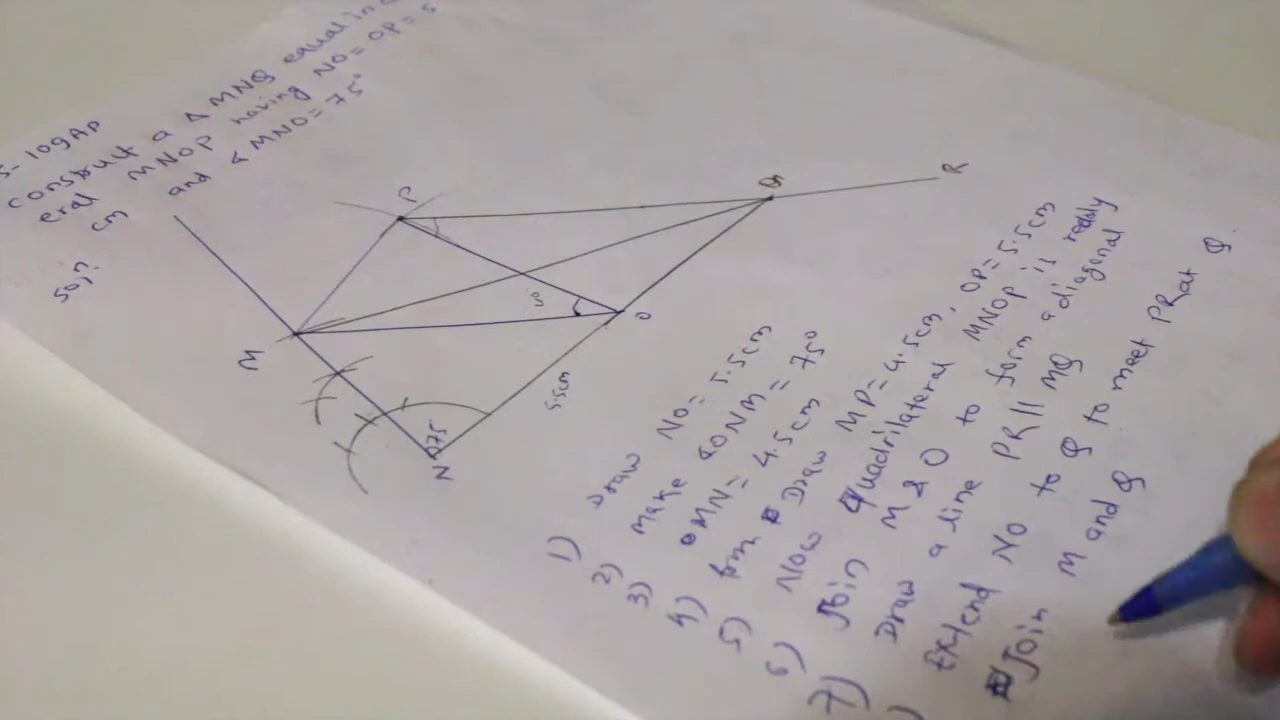 construct a Δ MNQ equal in
eral MNOP having NO = OP = 5
cm and ∢ MNO = 75°
Sol:
P
Q
R
M
O
N
75
5.5cm
1) Draw NO = 5.5cm
2) make ∢ONM = 75°
3) MN = 4.5cm
4) from Draw MP = 4.5cm, OP = 5.5cm
5) Now Quadrilateral MNOP is ready
6) Join M & O to form a diagonal
7) Draw a line PR || MO
) Extend NO to Q to meet PR at Q
Join M and Q